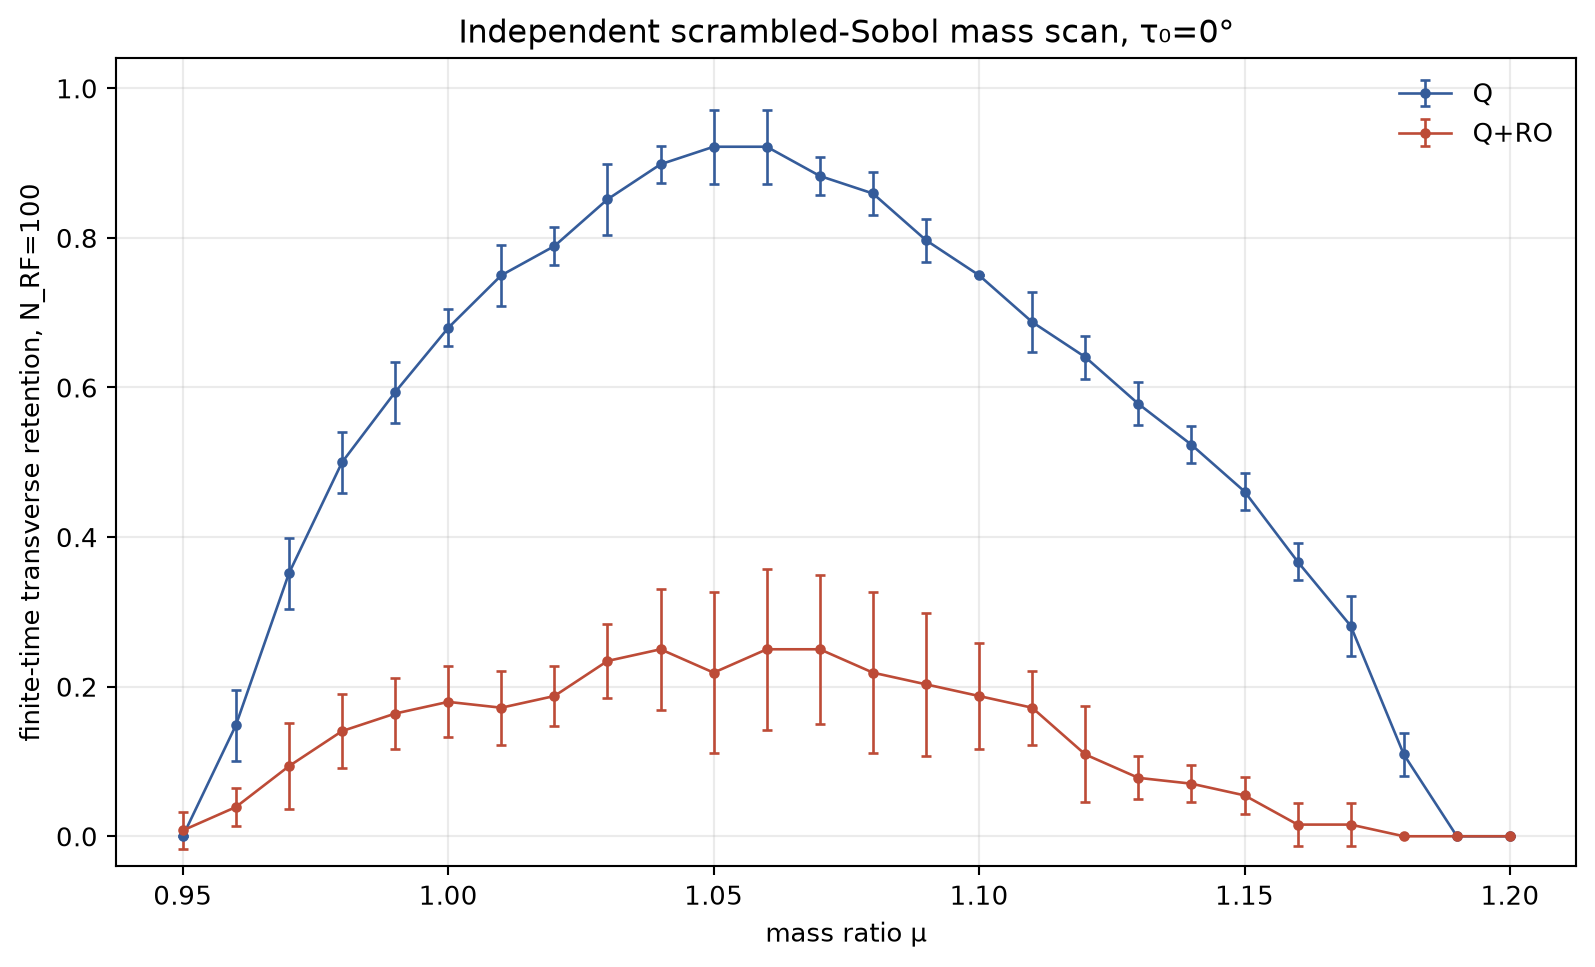 Independent scrambled-Sobol mass scan, τ₀=0°
Q
Q+RO
finite-time transverse retention, N_RF=100
1.0
0.8
0.6
0.4
0.2
0.0
0.95
1.00
1.05
1.10
1.15
1.20
mass ratio μ